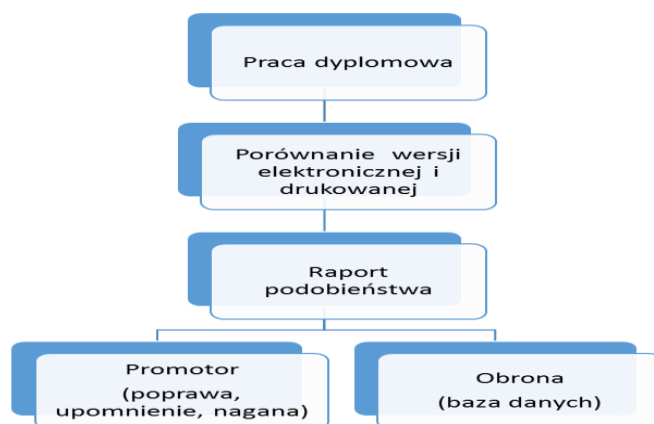 Praca dyplomowa
Porównanie wersji
elektronicznej i
drukowanej
Raport
podobieństwa
Promotor
(poprawa,
upomnienie, nagana)
Obrona
(baza danych)